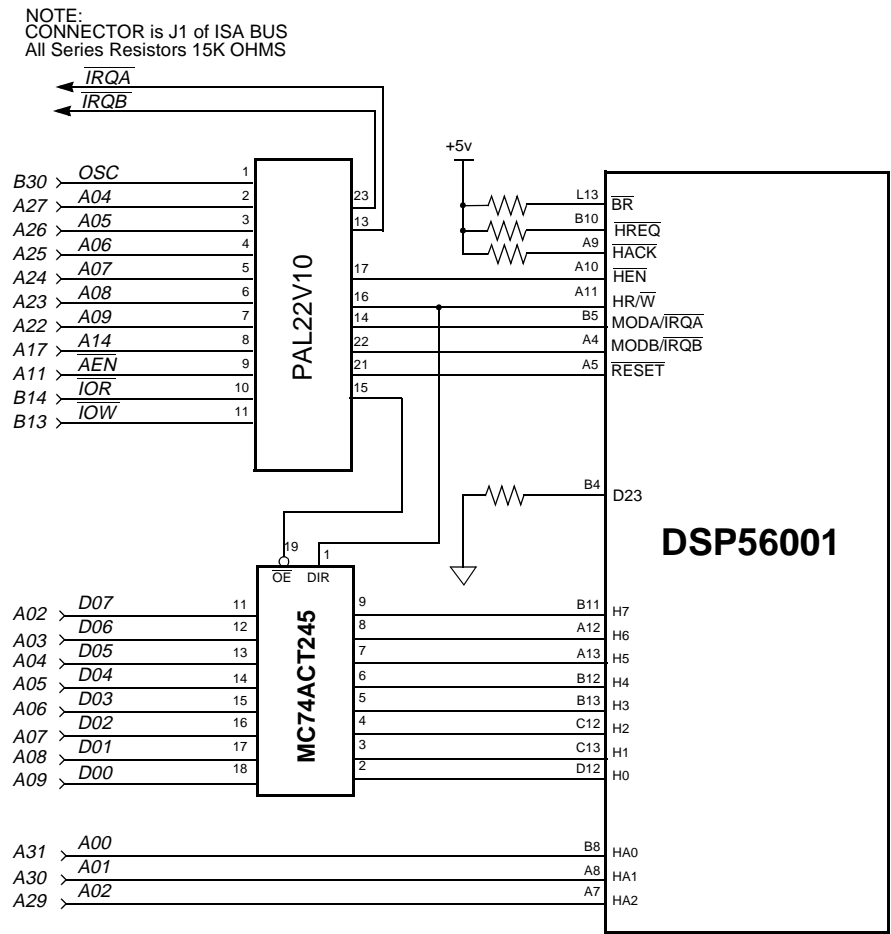 NOTE:
CONNECTOR is J1 of ISA BUS
All Series Resistors 15K OHMS
IRQA
IRQB
+5v
B30 OSC 1
A27 A04 2
A26 A05 3
A25 A06 4
A24 A07 5
A23 A08 6
A22 A09 7
A17 A14 8
A11 AEN 9
B14 IOR 10
B13 IOW 11
PAL22V10
23
13
17
16
14
22
21
15
L13 BR
B10 HREQ
A9 HACK
A10 HEN
A11 HR/W
B5 MODA/IRQA
A4 MODB/IRQB
A5 RESET
B4 D23
DSP56001
19 1
OE DIR
MC74ACT245
A02 D07 11 9 B11 H7
A03 D06 12 8 A12 H6
A04 D05 13 7 A13 H5
A05 D04 14 6 B12 H4
A06 D03 15 5 B13 H3
A07 D02 16 4 C12 H2
A08 D01 17 3 C13 H1
A09 D00 18 2 D12 H0
A31 A00 B8 HA0
A30 A01 A8 HA1
A29 A02 A7 HA2